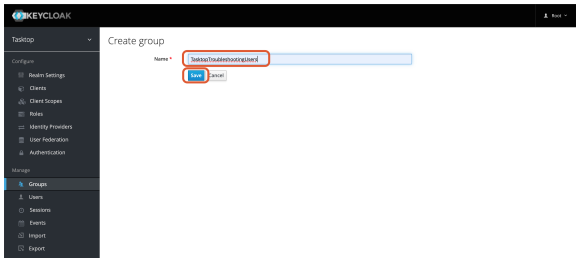 KEYCLOAK
Root
Tasktop
Create group
Name *
TasktopTroubleshootingUsers
Save
Cancel
Configure
Realm Settings
Clients
Client Scopes
Roles
Identity Providers
User Federation
Authentication
Manage
Groups
Users
Sessions
Events
Import
Export